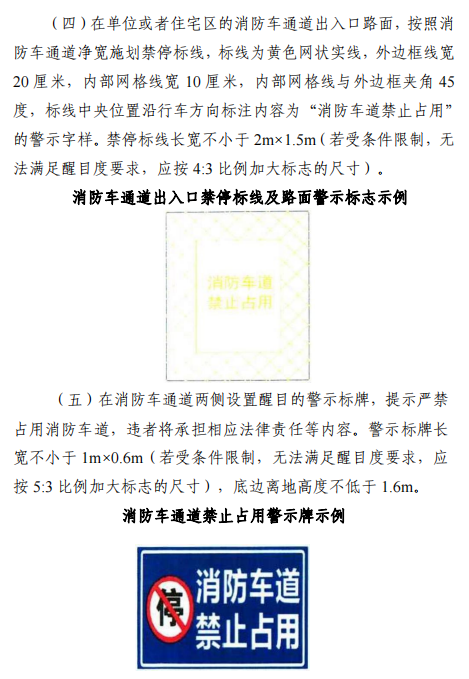 （四）在单位或者住宅区的消防车通道出入口路面，按照消
防车通道净宽施划禁停标线，标线为黄色网状实线，外边框线宽
20 厘米，内部网格线宽 10 厘米，内部网格线与外边框夹角 45
度，标线中央位置沿行车方向标注内容为“消防车道禁止占用”
的警示字样。禁停标线长宽不小于 2m×1.5m（若受条件限制，无
法满足醒目度要求，应按 4:3 比例加大标志的尺寸）。
消防车通道出入口禁停标线及路面警示标志示例
消防车道
禁止占用
（五）在消防车通道两侧设置醒目的警示标牌，提示严禁
占用消防车道，违者将承担相应法律责任等内容。警示标牌长
宽不小于 1m×0.6m（若受条件限制，无法满足醒目度要求，应
按 5:3 比例加大标志的尺寸），底边离地高度不低于 1.6m。
消防车通道禁止占用警示牌示例
停
消防车道
禁止占用